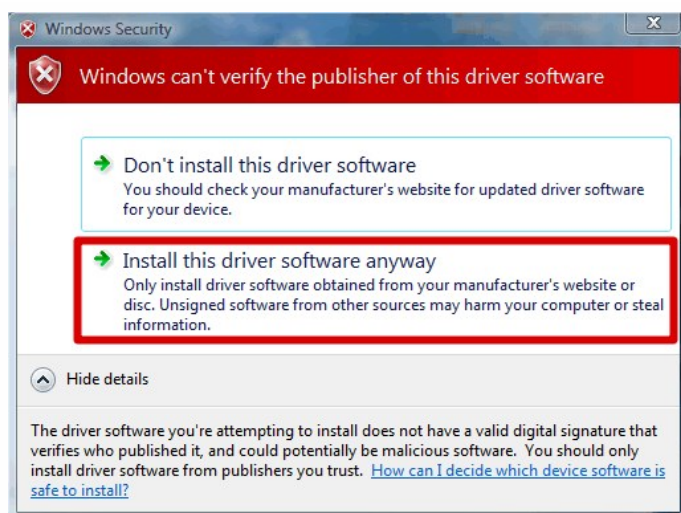 Windows Security
Windows can't verify the publisher of this driver software
Don't install this driver software
You should check your manufacturer's website for updated driver software
for your device.
Install this driver software anyway
Only install driver software obtained from your manufacturer's website or
disc. Unsigned software from other sources may harm your computer or steal
information.
Hide details
The driver software you're attempting to install does not have a valid digital signature that
verifies who published it, and could potentially be malicious software.  You should only
install driver software from publishers you trust.  How can I decide which device software is
safe to install?